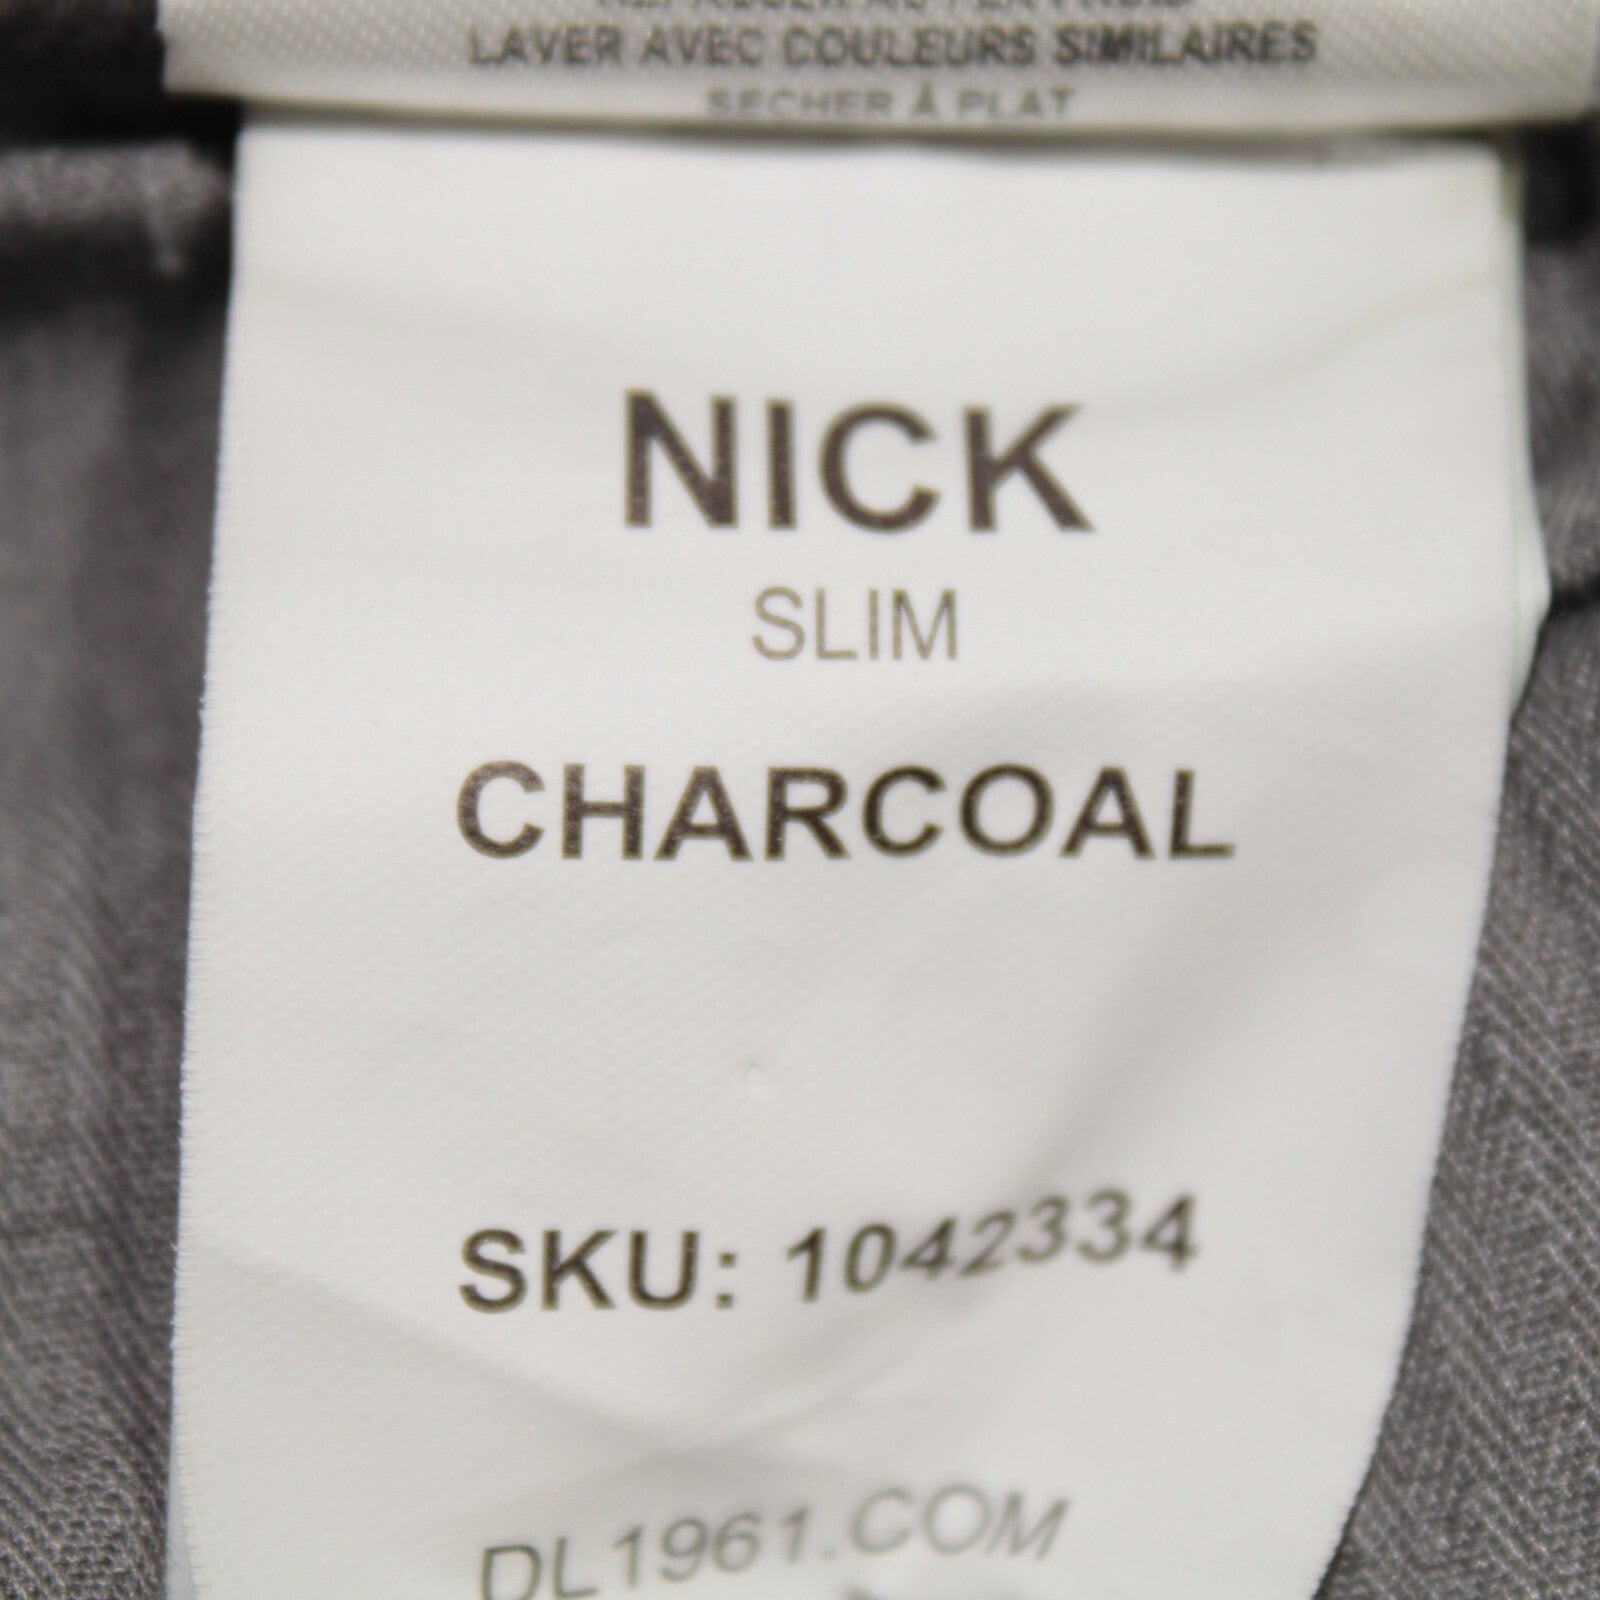 LAVER AVEC COULEURS SIMILAIRES
SECHER À PLAT
NICK
SLIM
CHARCOAL
SKU: 1042334
DL1961.COM